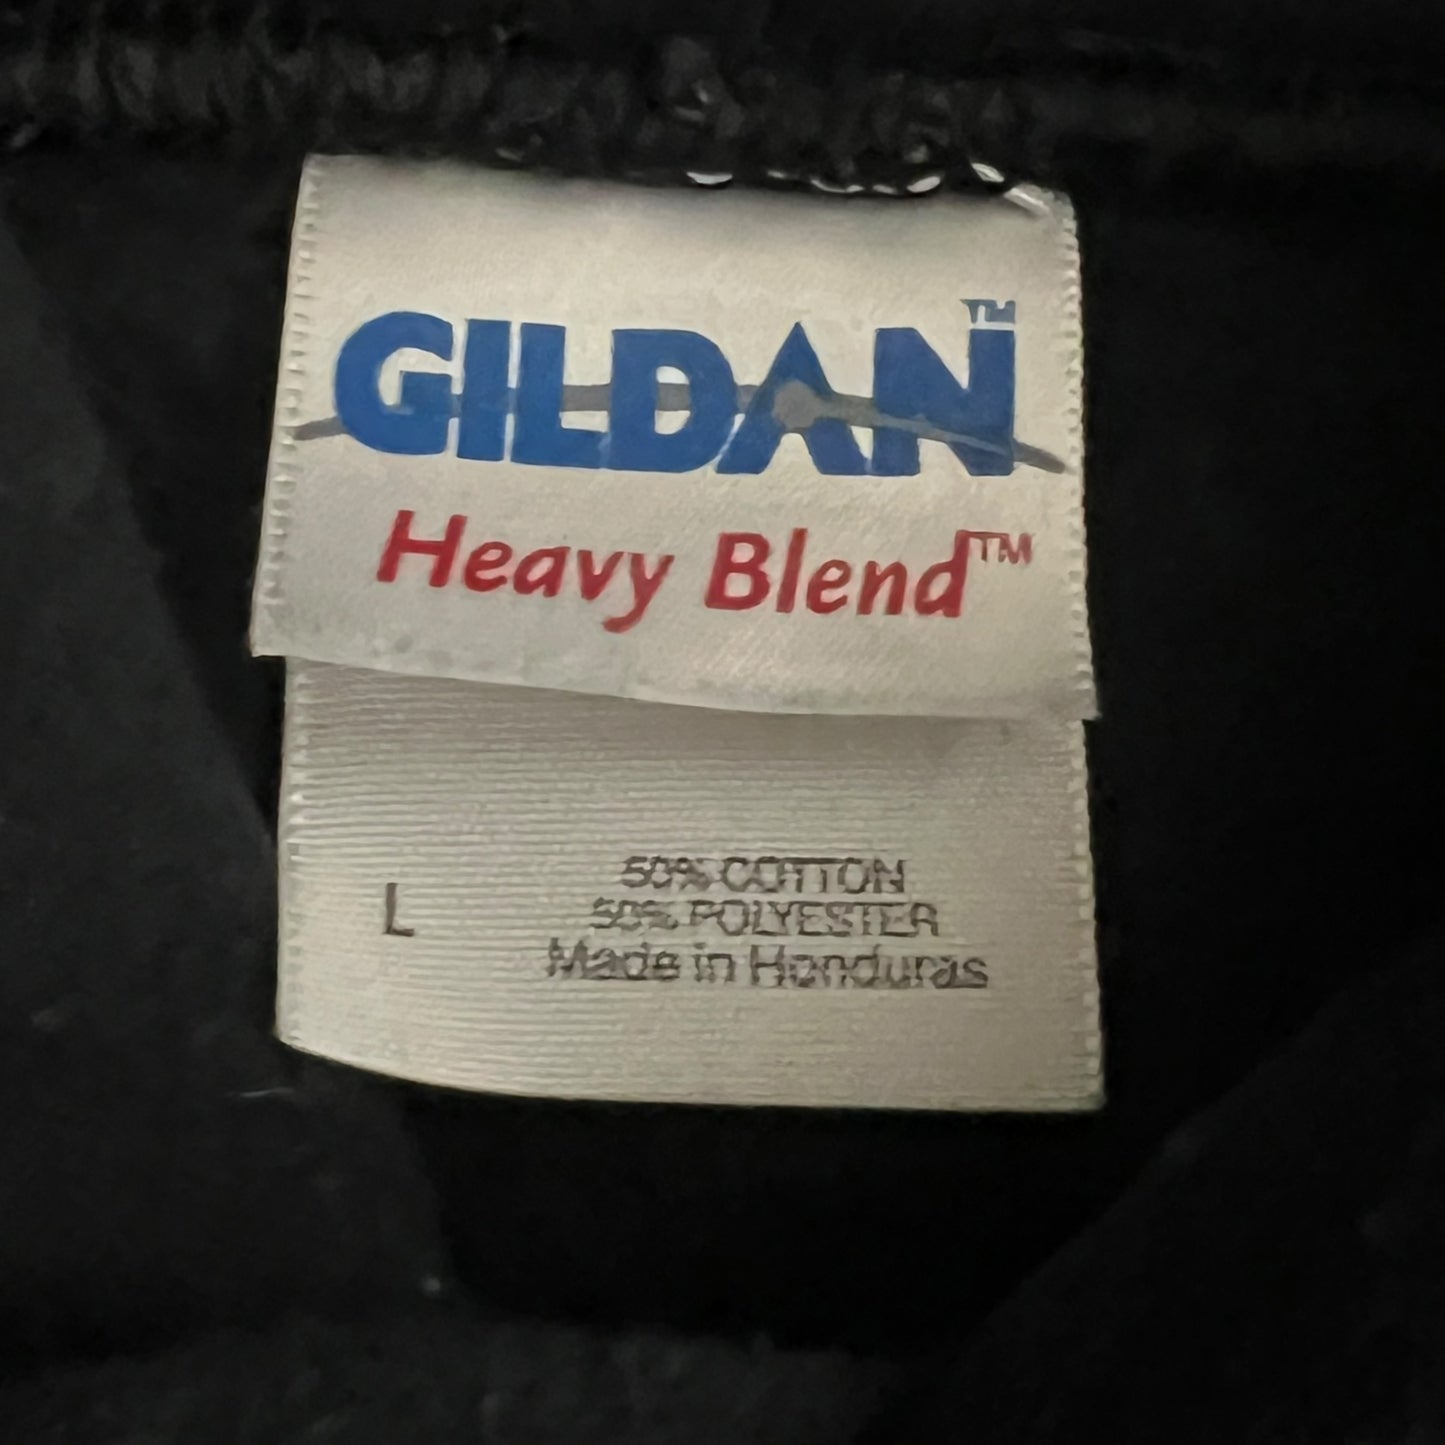 GILDAN™
Heavy Blend™
50% COTTON
L 50% POLYESTER
Made in Honduras